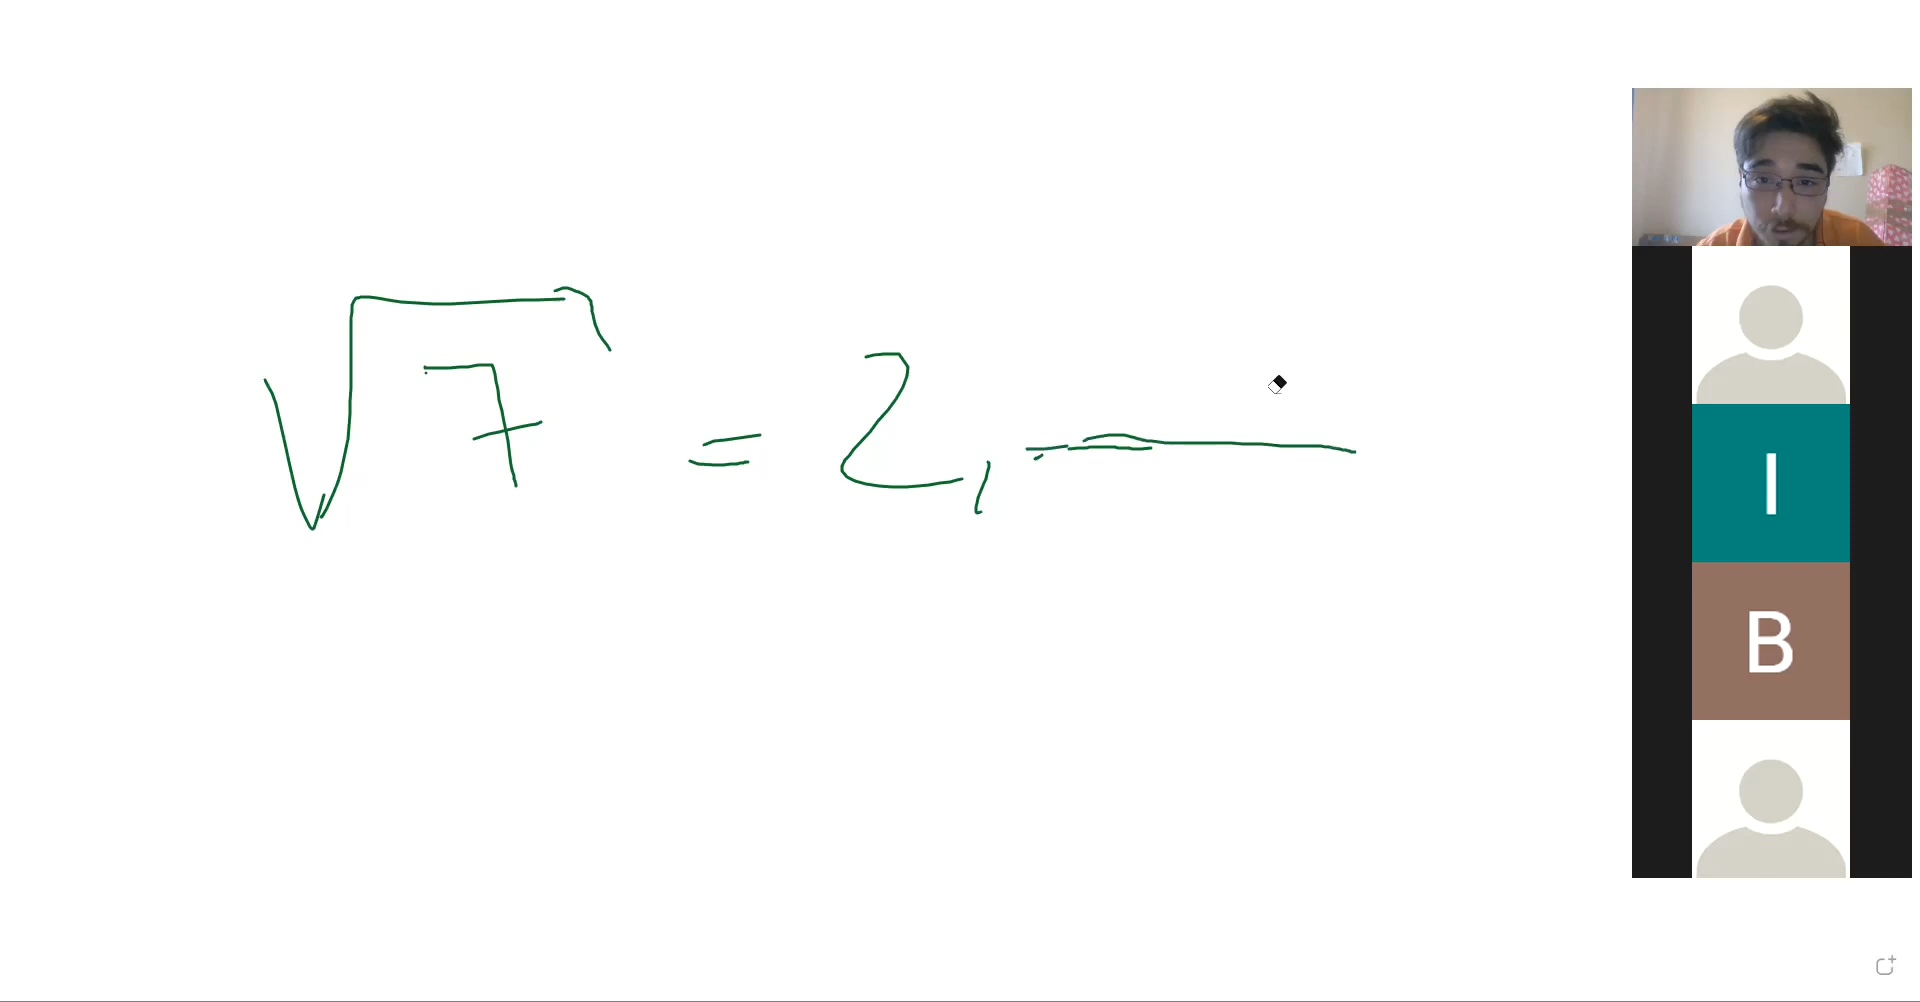 √7 = 2,
I
B